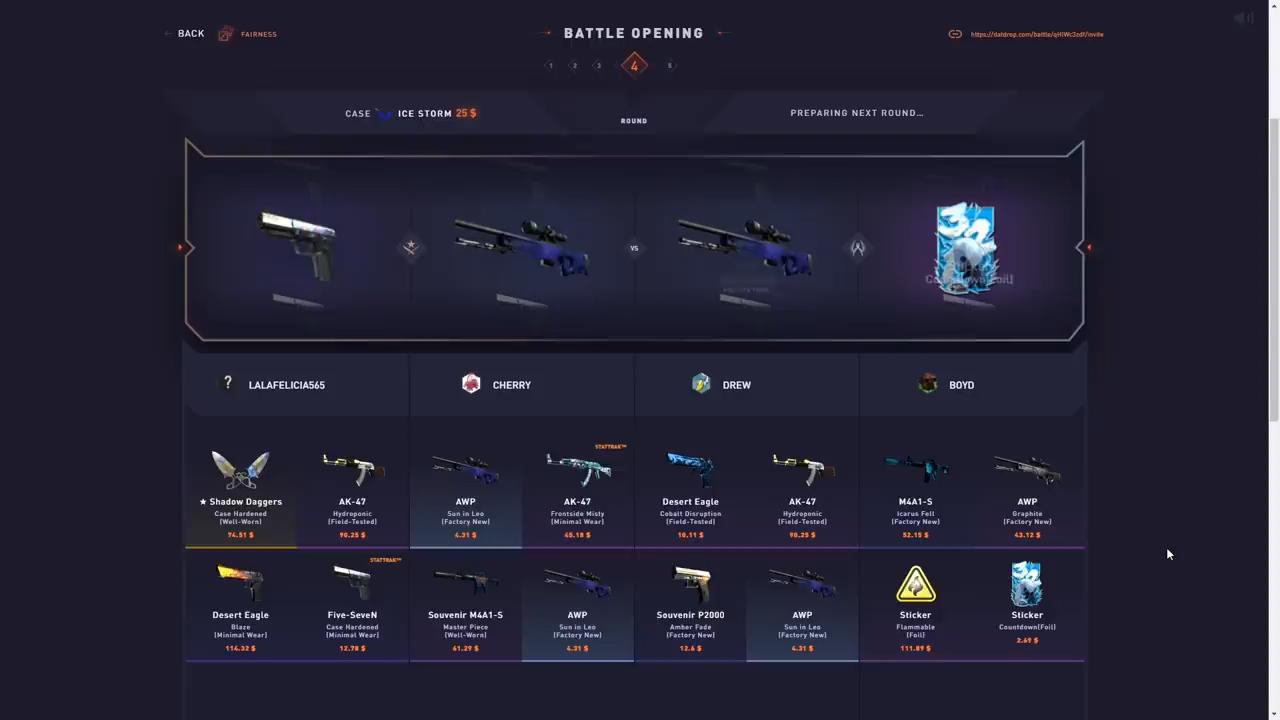 BACK
FAIRNESS
BATTLE OPENING
1 2 3 4 5
CASE ICE STORM 25 $
ROUND
PREPARING NEXT ROUND...
VS
LALAFELICIA565
CHERRY
DREW
BOYD
★ Shadow Daggers
Case Hardened
(Well-Worn)
74.51 $
AK-47
Hydroponic
(Field-Tested)
90.25 $
AWP
Sun in Leo
(Factory New)
4.31 $
STATTRAK™
AK-47
Frontside Misty
(Minimal Wear)
45.18 $
Desert Eagle
Cobalt Disruption
(Field-Tested)
10.11 $
AK-47
Hydroponic
(Field-Tested)
90.25 $
M4A1-S
Icarus Fell
(Factory New)
52.15 $
AWP
Graphite
(Factory New)
43.12 $
Desert Eagle
Blaze
(Minimal Wear)
114.32 $
STATTRAK™
Five-SeveN
Case Hardened
(Minimal Wear)
12.78 $
Souvenir M4A1-S
Master Piece
(Well-Worn)
61.29 $
AWP
Sun in Leo
(Factory New)
4.31 $
Souvenir P2000
Amber Fade
(Factory New)
12.6 $
AWP
Sun in Leo
(Factory New)
4.31 $
Sticker
Flammable
(Foil)
111.89 $
Sticker
Countdown(Foil)
2.69 $